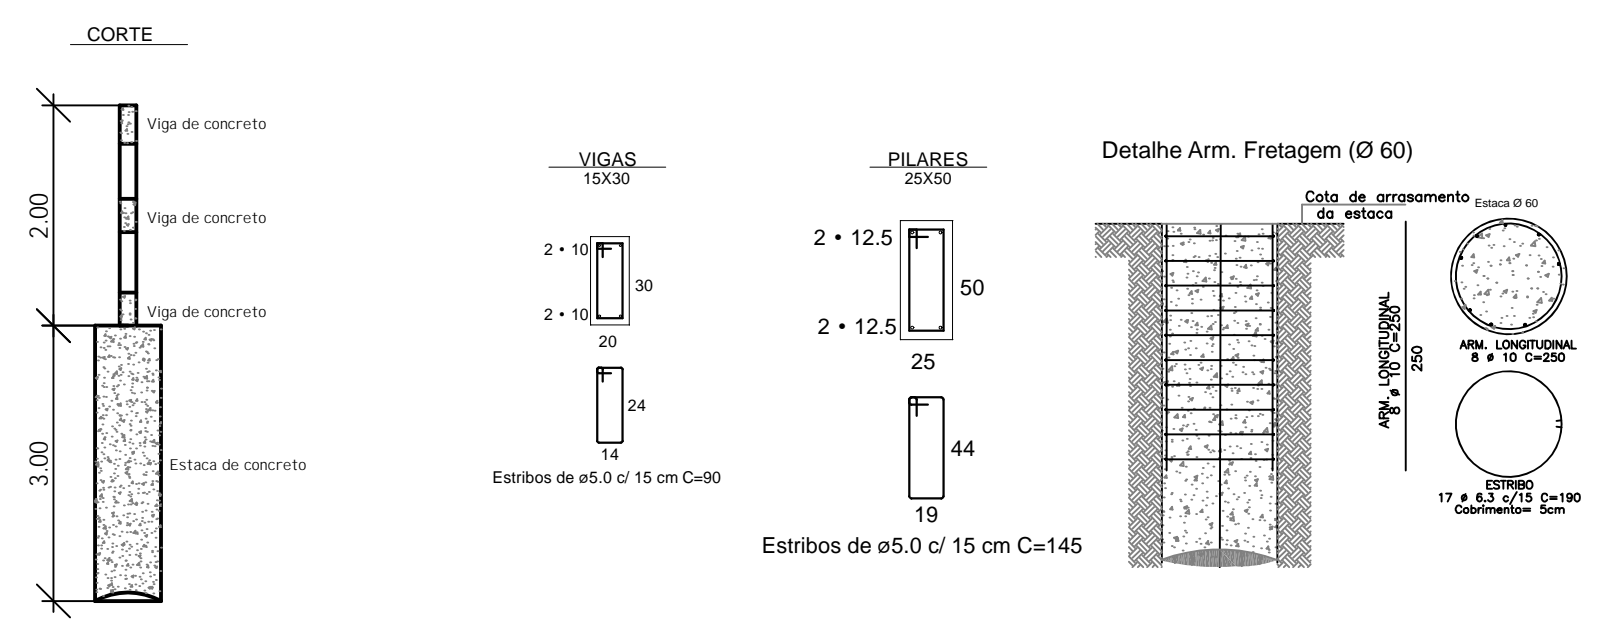 CORTE
2.00
3.00
Viga de concreto
Viga de concreto
Viga de concreto
Estaca de concreto
VIGAS
15X30
2 • 10
30
2 • 10
20
24
14
Estribos de ø5.0 c/ 15 cm C=90
PILARES
25X50
2 • 12.5
50
2 • 12.5
25
44
19
Estribos de ø5.0 c/ 15 cm C=145
Detalhe Arm. Fretagem (Ø 60)
Cota de arrasamento
da estaca
ARM. LONGITUDINAL
8 ø 10 C=250
250
Estaca Ø 60
ARM. LONGITUDINAL
8 ø 10 C=250
ESTRIBO
17 ø 6.3 c/15 C=190
Cobrimento= 5cm